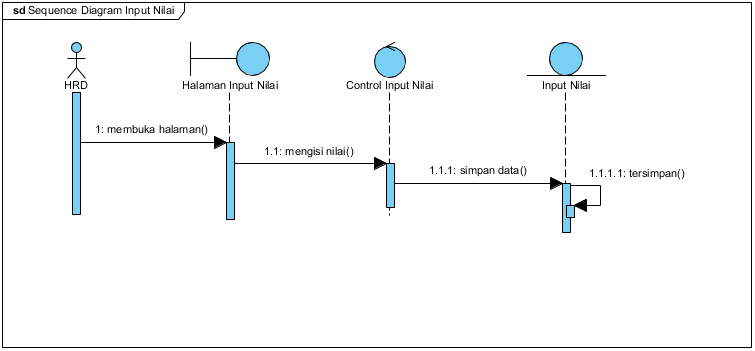 sd Sequence Diagram Input Nilai
HRD
Halaman Input Nilai
Control Input Nilai
Input Nilai
1: membuka halaman()
1.1: mengisi nilai()
1.1.1: simpan data()
1.1.1.1: tersimpan()